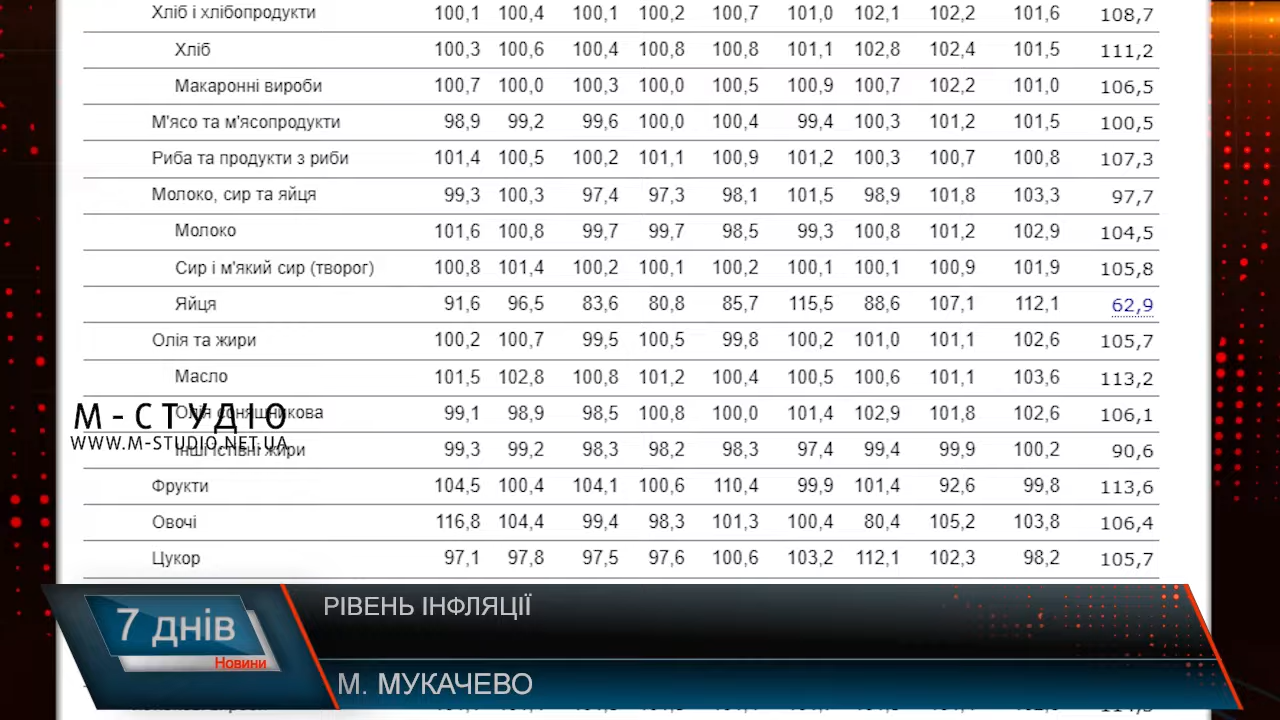 Хліб і хлібопродукти 100,1 100,4 100,1 100,2 100,7 101,0 102,1 102,2 101,6 108,7
Хліб 100,3 100,6 100,4 100,8 100,8 101,1 102,8 102,4 101,5 111,2
Макаронні вироби 100,7 100,0 100,3 100,0 100,5 100,9 100,7 102,2 101,0 106,5
М'ясо та м'ясопродукти 98,9 99,2 99,6 100,0 100,4 99,4 100,3 101,2 101,5 100,5
Риба та продукти з риби 101,4 100,5 100,2 101,1 100,9 101,2 100,3 100,7 100,8 107,3
Молоко, сир та яйця 99,3 100,3 97,4 97,3 98,1 101,5 98,9 101,8 103,3 97,7
Молоко 101,6 100,8 99,7 99,7 98,5 99,3 100,8 101,2 102,9 104,5
Сир і м'який сир (творог) 100,8 101,4 100,2 100,1 100,2 100,1 100,1 100,9 101,9 105,8
Яйця 91,6 96,5 83,6 80,8 85,7 115,5 88,6 107,1 112,1 62,9
Олія та жири 100,2 100,7 99,5 100,5 99,8 100,2 101,0 101,1 102,6 105,7
Масло 101,5 102,8 100,8 101,2 100,4 100,5 100,6 101,1 103,6 113,2
Олія соняшникова 99,1 98,9 98,5 100,8 100,0 101,4 102,9 101,8 102,6 106,1
Інші їстівні жири 99,3 99,2 98,3 98,2 98,3 97,4 99,4 99,9 100,2 90,6
Фрукти 104,5 100,4 104,1 100,6 110,4 99,9 101,4 92,6 99,8 113,6
Овочі 116,8 104,4 99,4 98,3 101,3 100,4 80,4 105,2 103,8 106,4
Цукор 97,1 97,8 97,5 97,6 100,6 103,2 112,1 102,3 98,2 105,7
М-СТУДІО
WWW.M-STUDIO.NET.UA
7 днів
Новини
РІВЕНЬ ІНФЛЯЦІЇ
М. МУКАЧЕВО